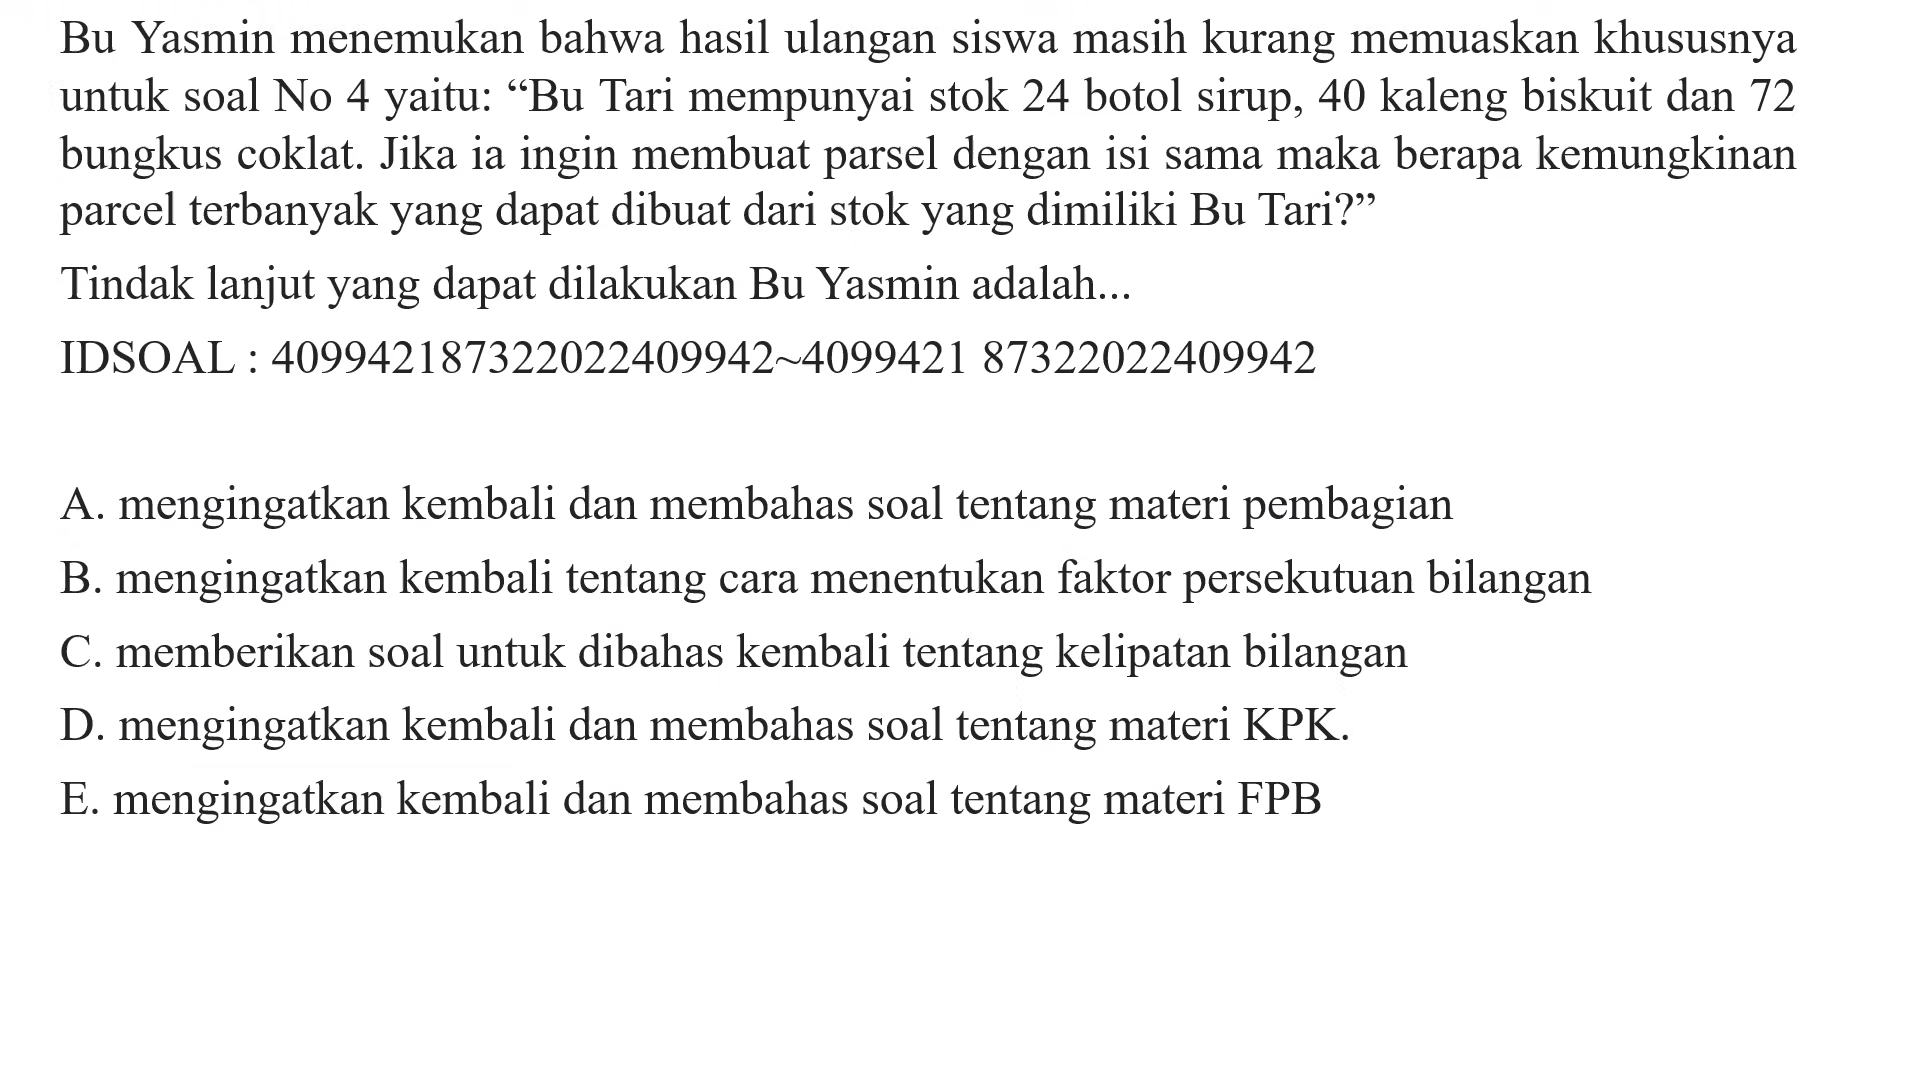 Bu Yasmin menemukan bahwa hasil ulangan siswa masih kurang memuaskan khususnya
untuk soal No 4 yaitu: “Bu Tari mempunyai stok 24 botol sirup, 40 kaleng biskuit dan 72
bungkus coklat. Jika ia ingin membuat parsel dengan isi sama maka berapa kemungkinan
parcel terbanyak yang dapat dibuat dari stok yang dimiliki Bu Tari?”
Tindak lanjut yang dapat dilakukan Bu Yasmin adalah...
IDSOAL : 409942187322022409942~4099421 87322022409942
A. mengingatkan kembali dan membahas soal tentang materi pembagian
B. mengingatkan kembali tentang cara menentukan faktor persekutuan bilangan
C. memberikan soal untuk dibahas kembali tentang kelipatan bilangan
D. mengingatkan kembali dan membahas soal tentang materi KPK.
E. mengingatkan kembali dan membahas soal tentang materi FPB